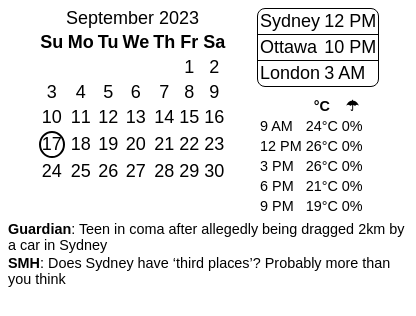 September 2023
Su Mo Tu We Th Fr Sa
1 2
3 4 5 6 7 8 9
10 11 12 13 14 15 16
17 18 19 20 21 22 23
24 25 26 27 28 29 30
Sydney 12 PM
Ottawa 10 PM
London 3 AM
°C ☂
9 AM 24°C 0%
12 PM 26°C 0%
3 PM 26°C 0%
6 PM 21°C 0%
9 PM 19°C 0%
Guardian: Teen in coma after allegedly being dragged 2km by
a car in Sydney
SMH: Does Sydney have ‘third places’? Probably more than
you think